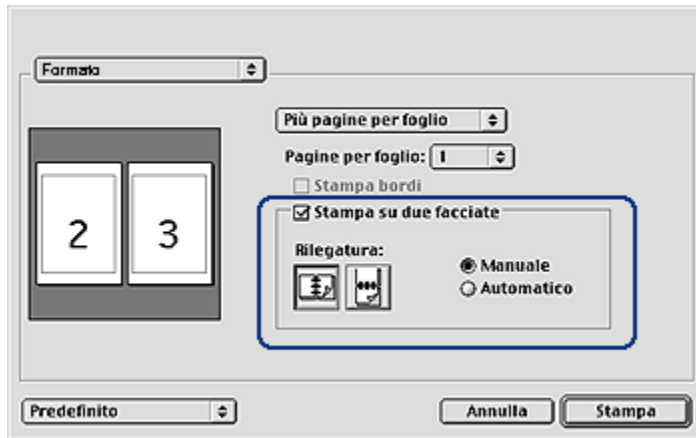 Formato
Più pagine per foglio
Pagine per foglio: 1
Stampa bordi
2 3
Stampa su due facciate
Rilegatura:
Manuale
Automatico
Predefinito Annulla Stampa